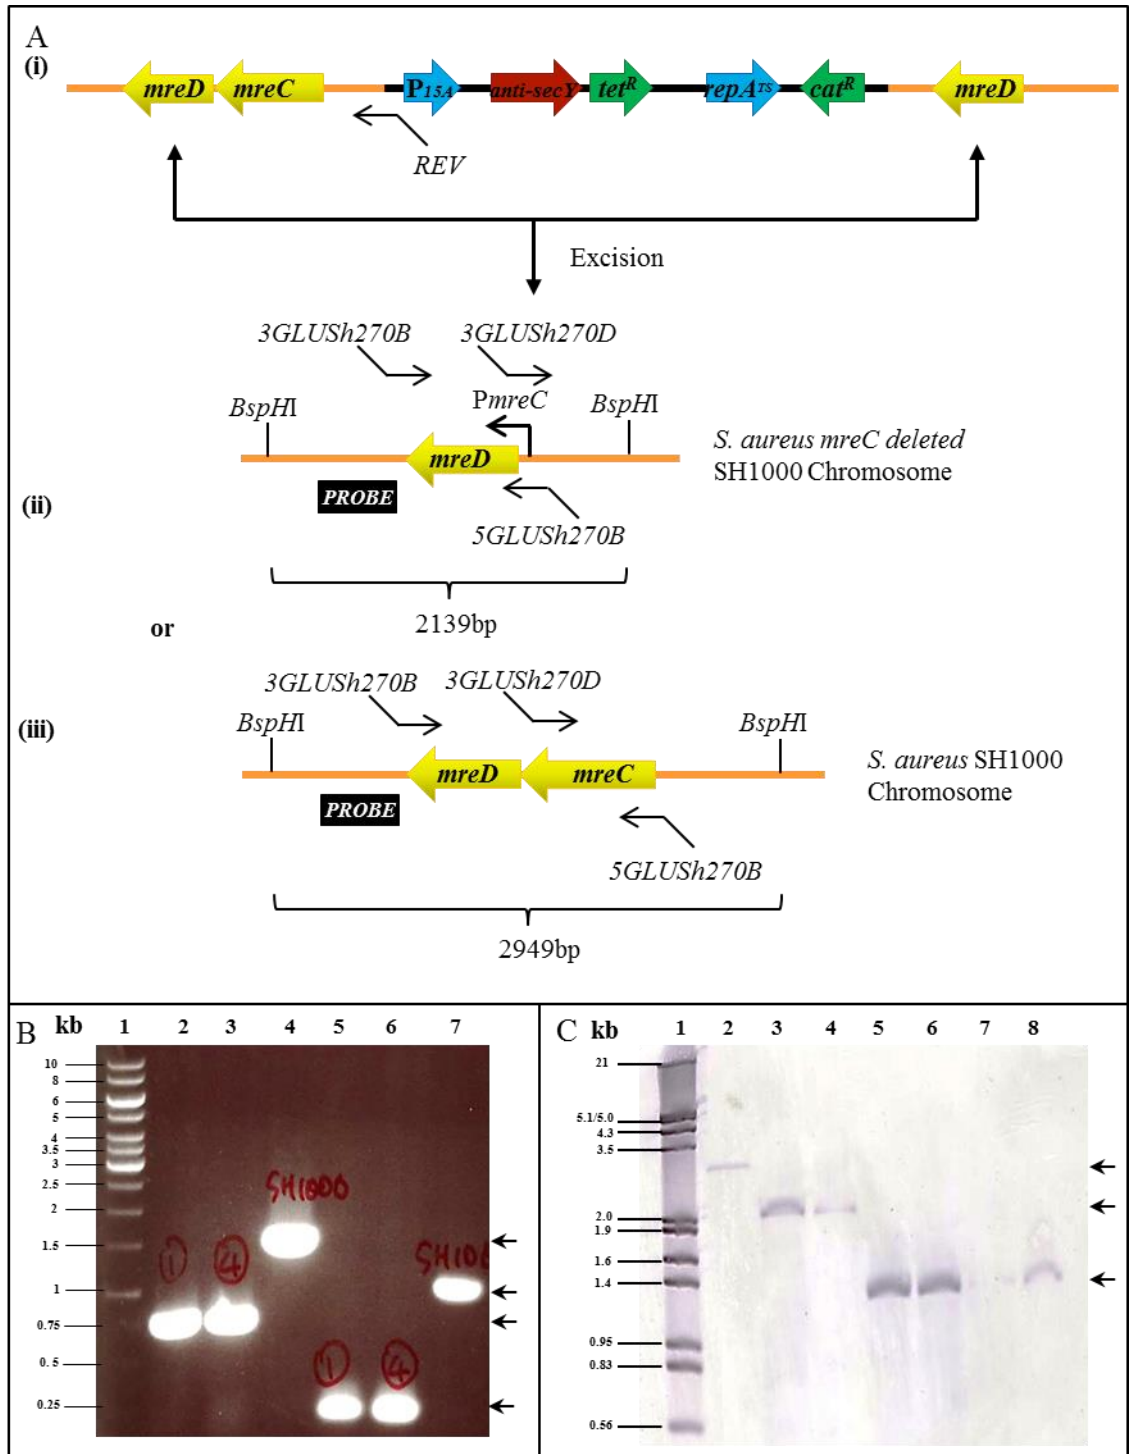 A
(i)
mreD mreC P15A anti-secY tetR repATS catR mreD
REV
Excision
3GLUSh270B 3GLUSh270D
PmreC
BspHI BspHI
mreD
S. aureus mreC deleted
SH1000 Chromosome
PROBE
(ii)
5GLUSh270B
2139bp
or
3GLUSh270B 3GLUSh270D
(iii)
BspHI BspHI
mreD mreC
S. aureus SH1000
Chromosome
PROBE
5GLUSh270B
2949bp
B kb 1 2 3 4 5 6 7
10
8
6
5
4
3.5
3
2.5
2
1.5
1
0.75
0.5
0.25
SH1000
1 4
SH100
1 4
C kb 1 2 3 4 5 6 7 8
21
5.1/5.0
4.3
3.5
2.0
1.9
1.6
1.4
0.95
0.83
0.56